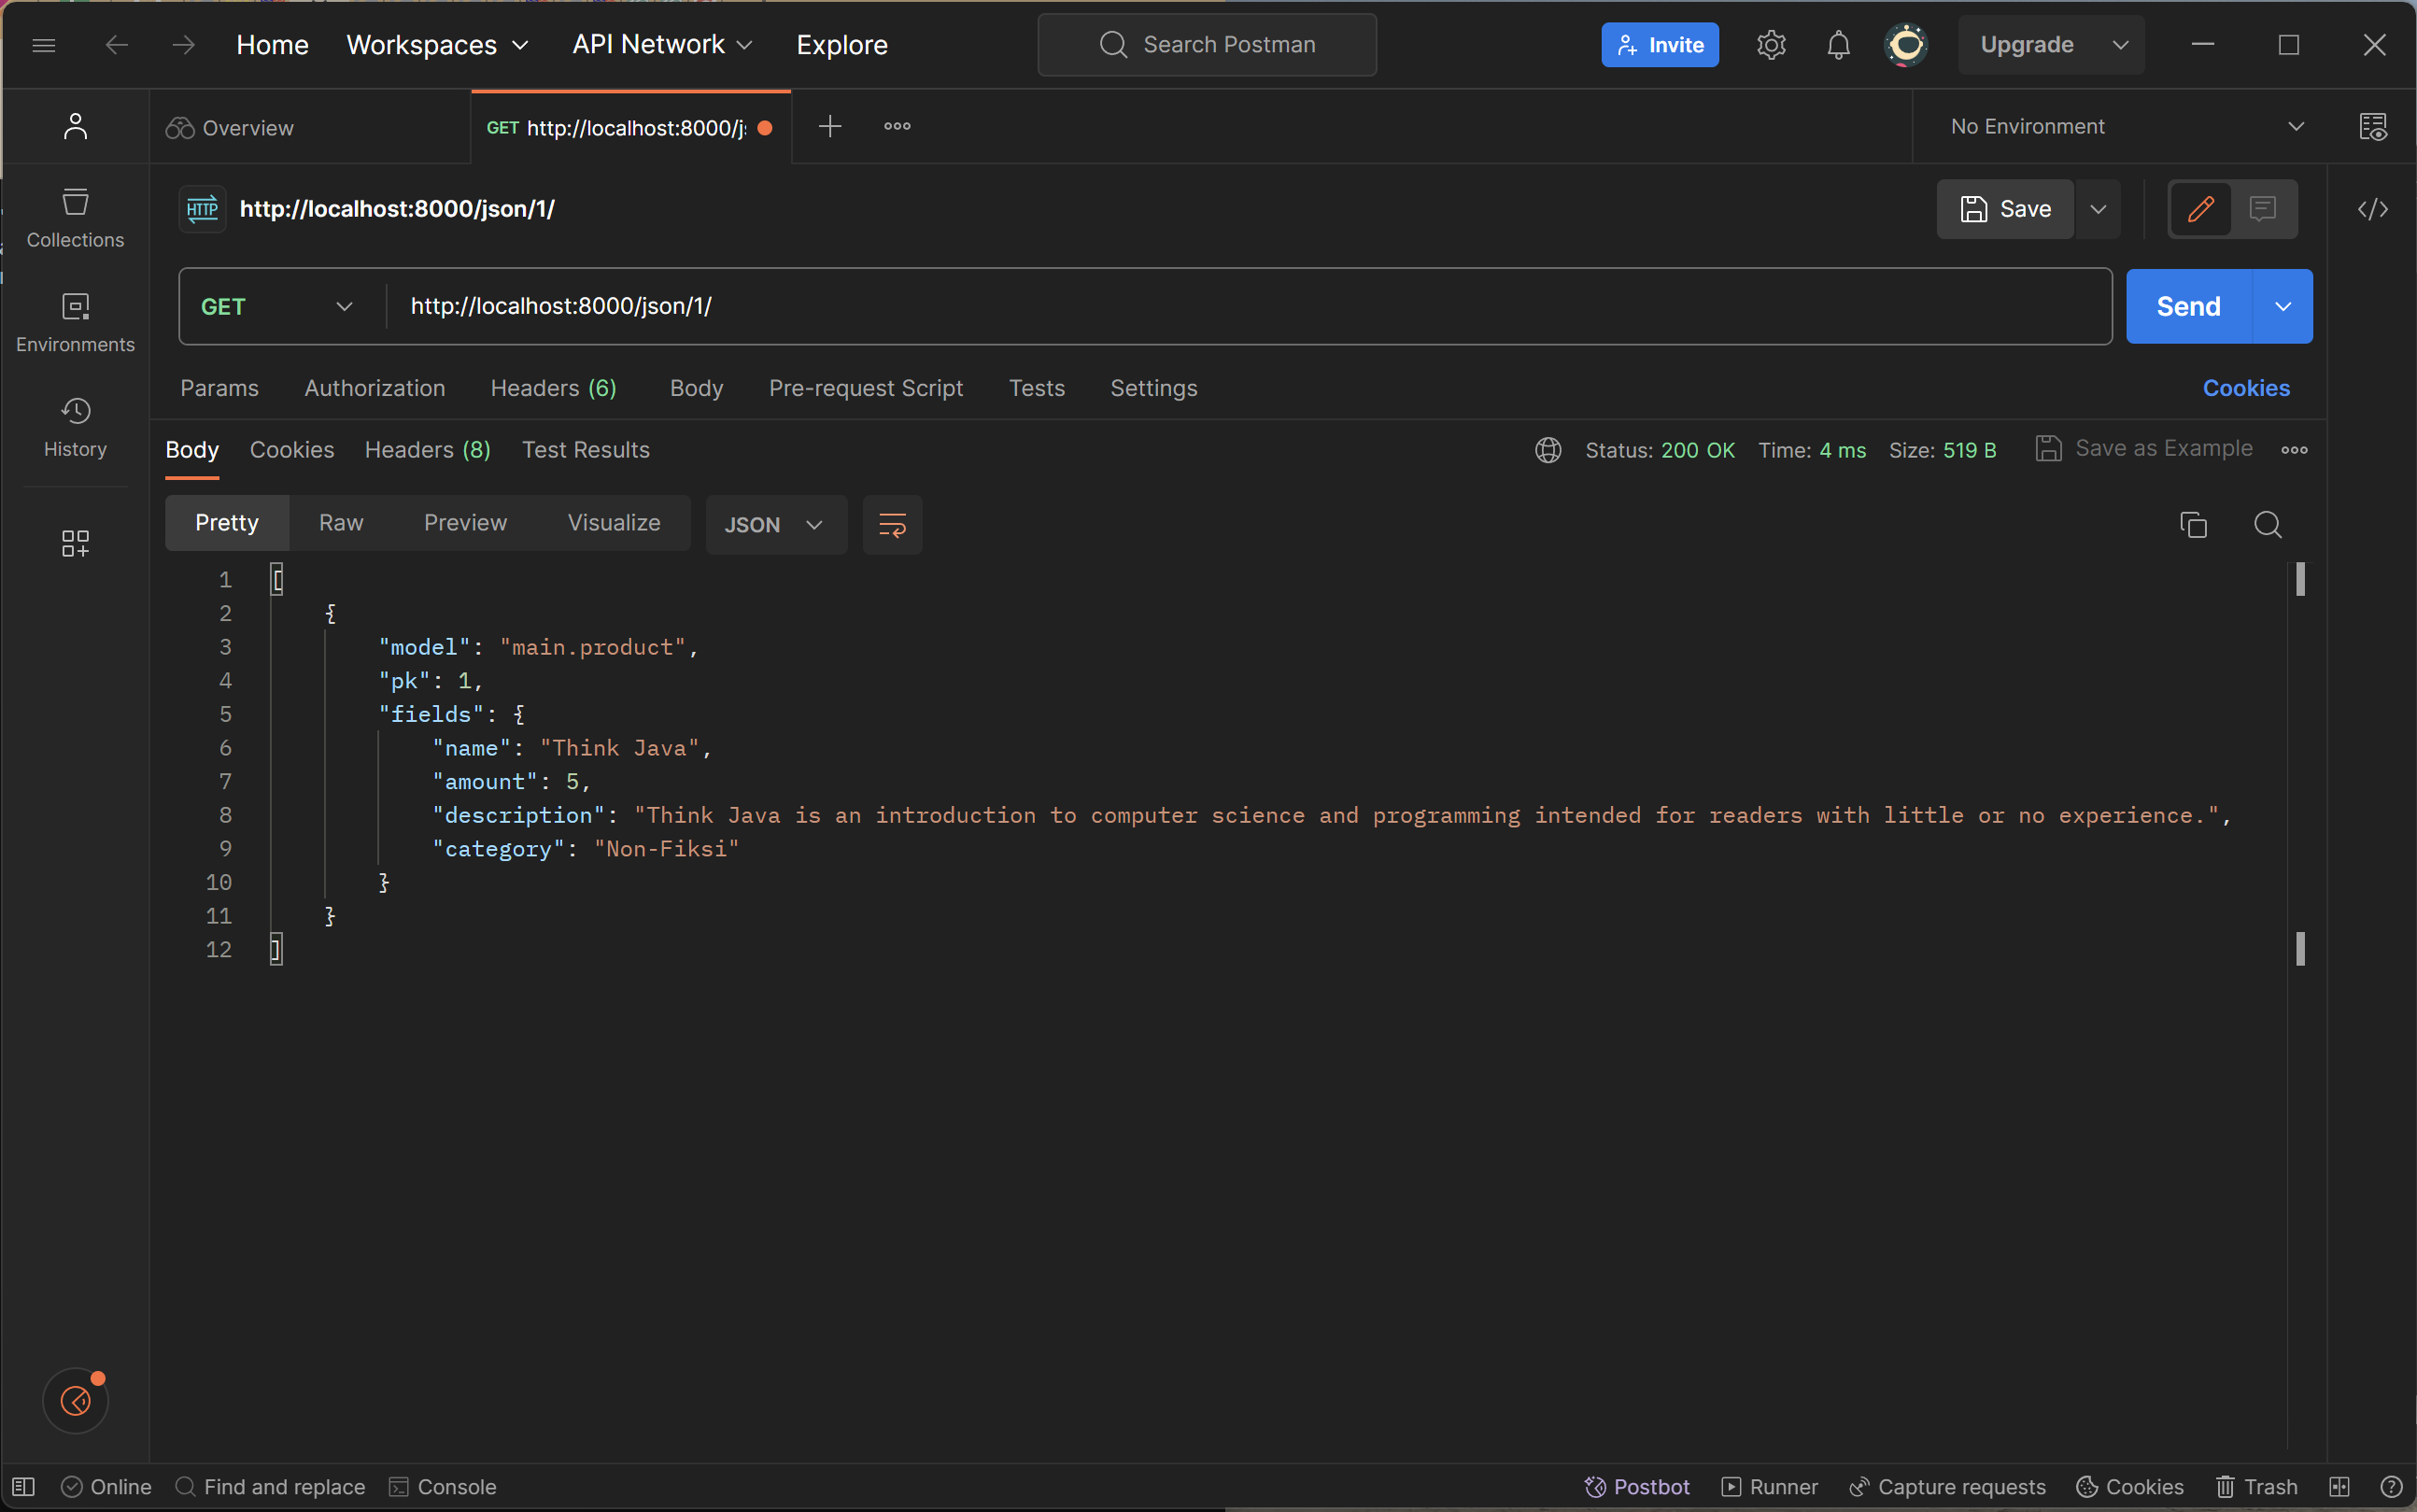 Home Workspaces API Network Explore Search Postman Invite Upgrade
Overview GET http://localhost:8000/j No Environment
HTTP http://localhost:8000/json/1/ Save
GET http://localhost:8000/json/1/ Send
Params Authorization Headers (6) Body Pre-request Script Tests Settings Cookies
Body Cookies Headers (8) Test Results Status: 200 OK Time: 4 ms Size: 519 B Save as Example
Pretty Raw Preview Visualize JSON
1 [
2 {
3 "model": "main.product",
4 "pk": 1,
5 "fields": {
6 "name": "Think Java",
7 "amount": 5,
8 "description": "Think Java is an introduction to computer science and programming intended for readers with little or no experience.",
9 "category": "Non-Fiksi"
10 }
11 }
12 ]
Collections
Environments
History
Online Find and replace Console Postbot Runner Capture requests Cookies Trash